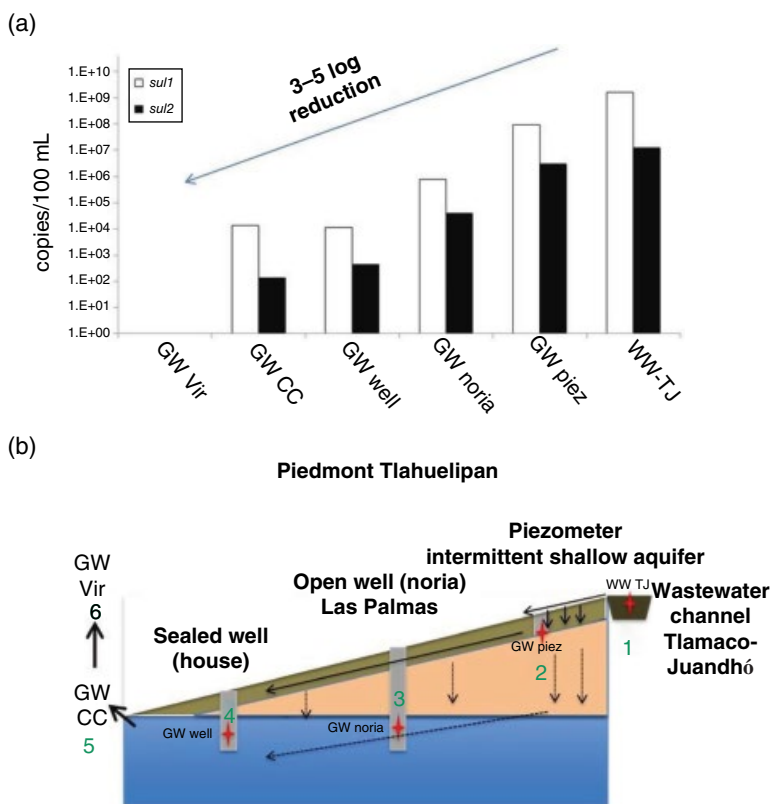 (a)
3–5 log
reduction
1.E+10
1.E+09
1.E+08
1.E+07
1.E+06
1.E+04
1.E+03
1.E+02
1.E+01
1.E+00
copies/100 mL
sul1
sul2
GW Vir
GW CC
GW well
GW noria
GW piez
WW-TJ
(b)
Piedmont Tlahuelipan
Piezometer
intermittent shallow aquifer
GW
Vir
6
Open well (noria)
Las Palmas
WW TJ
Wastewater
channel
Tlamaco-
Juandhó
1
Sealed well
(house)
GW piez
2
GW
CC
5
3
4
GW well
GW noria